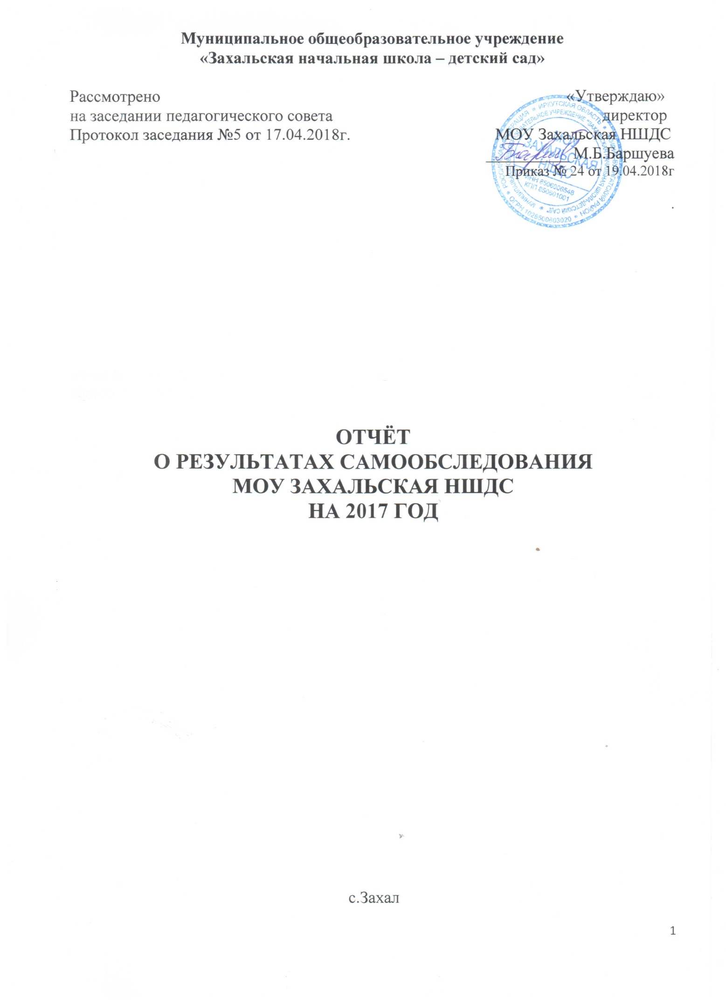 Муниципальное общеобразовательное учреждение
«Захальская начальная школа – детский сад»
Рассмотрено
на заседании педагогического совета
Протокол заседания №5 от 17.04.2018г.
«Утверждаю»
директор
МОУ Захальская НШДС
М.Б.Баршуева
Приказ № 24 от 19.04.2018г
.
РОССИЙСКАЯ ФЕДЕРАЦИЯ * ИРКУТСКАЯ ОБЛАСТЬ * ЭХИРИТ-БУЛАГАТСКИЙ РАЙОН * ОГРН 1028500603020 *
МУНИЦИПАЛЬНОЕ ОБЩЕОБРАЗОВАТЕЛЬНОЕ УЧРЕЖДЕНИЕ "ЗАХАЛЬСКАЯ НАЧАЛЬНАЯ ШКОЛА-ДЕТСКИЙ САД" *
МОУ
ЗАХАЛЬСКАЯ
НШДС
ИНН 8506006548
КПП 850601001
ОТЧЁТ
О РЕЗУЛЬТАТАХ САМООБСЛЕДОВАНИЯ
МОУ ЗАХАЛЬСКАЯ НШДС
НА 2017 ГОД
с.Захал
1